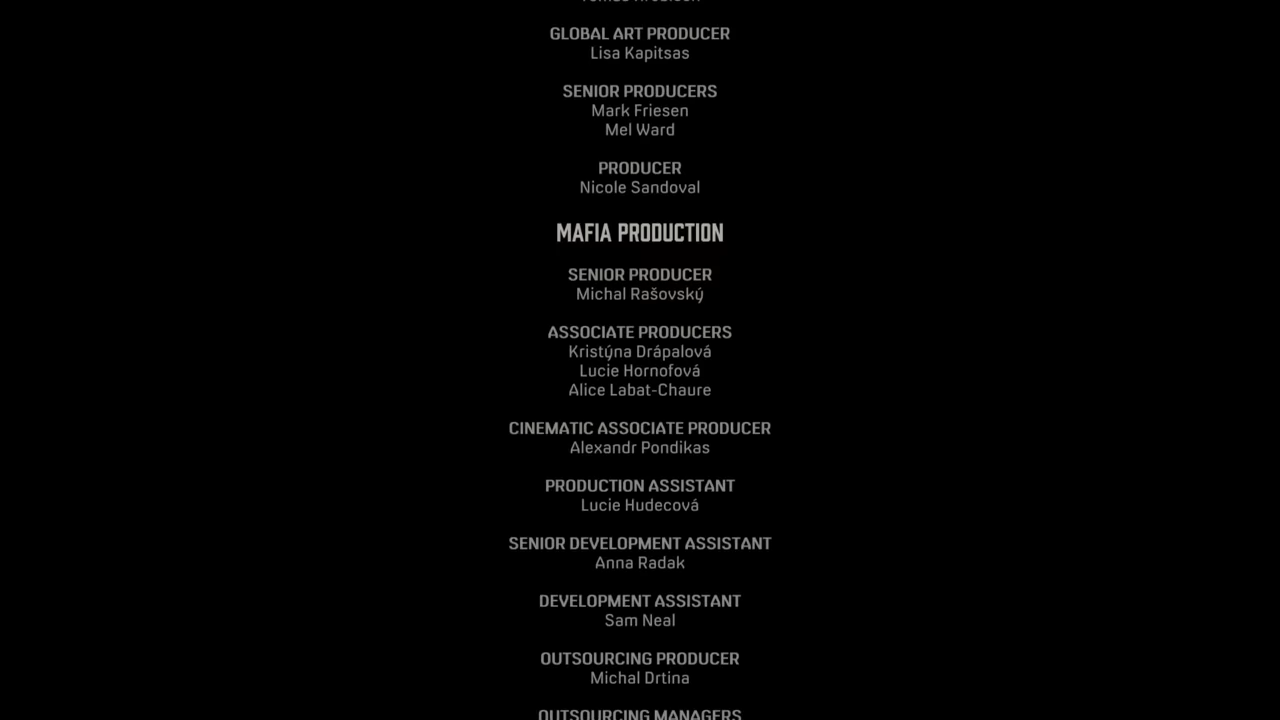 GLOBAL ART PRODUCER
Lisa Kapitsas
SENIOR PRODUCERS
Mark Friesen
Mel Ward
PRODUCER
Nicole Sandoval
MAFIA PRODUCTION
SENIOR PRODUCER
Michal Rašovský
ASSOCIATE PRODUCERS
Kristýna Drápalová
Lucie Hornofová
Alice Labat-Chaure
CINEMATIC ASSOCIATE PRODUCER
Alexandr Pondikas
PRODUCTION ASSISTANT
Lucie Hudecová
SENIOR DEVELOPMENT ASSISTANT
Anna Radak
DEVELOPMENT ASSISTANT
Sam Neal
OUTSOURCING PRODUCER
Michal Drtina
OUTSOURCING MANAGERS